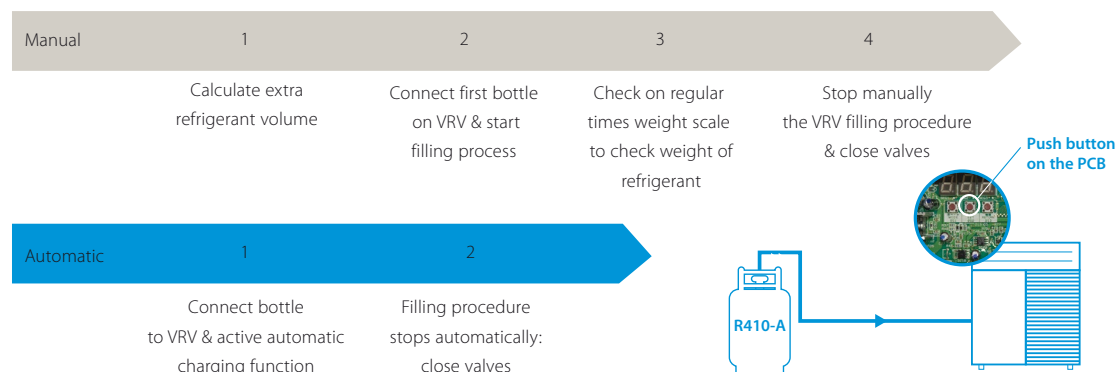 Manual 1 2 3 4
Calculate extra
refrigerant volume
Connect first bottle
on VRV & start
filling process
Check on regular
times weight scale
to check weight of
refrigerant
Stop manually
the VRV filling procedure
& close valves
Push button
on the PCB
Automatic 1 2
Connect bottle
to VRV & active automatic
charging function
Filling procedure
stops automatically:
close valves
R410-A